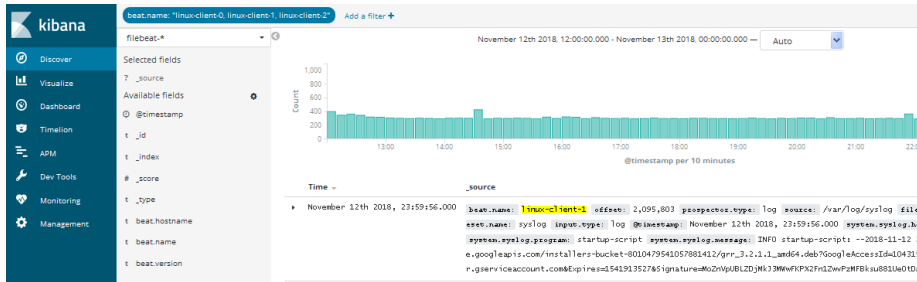 kibana
Discover
Visualize
Dashboard
Timelion
APM
Dev Tools
Monitoring
Management
beat.name: "linux-client-0, linux-client-1, linux-client-2"
Add a filter +
filebeat-*
Selected fields
? _source
Available fields
@timestamp
t _id
t _index
# _score
t _type
t beat.hostname
t beat.name
t beat.version
November 12th 2018, 12:00:00.000 - November 13th 2018, 00:00:00.000 — Auto
Count
1,000
800
600
400
200
0
13:00 14:00 15:00 16:00 17:00 18:00 19:00 20:00 21:00 22:0
@timestamp per 10 minutes
Time _source
November 12th 2018, 23:59:56.000 beat.name: linux-client-1 offset: 2,095,803 prospector.type: log source: /var/log/syslog file
eset.name: syslog input.type: log @timestamp: November 12th 2018, 23:59:56.000 system.syslog.h
system.syslog.program: startup-script system.syslog.message: INFO startup-script: --2018-11-12
e.googleapis.com/installers-bucket-8010479541057881412/grr_3.2.1.1_amd64.deb?GoogleAccessId=10431